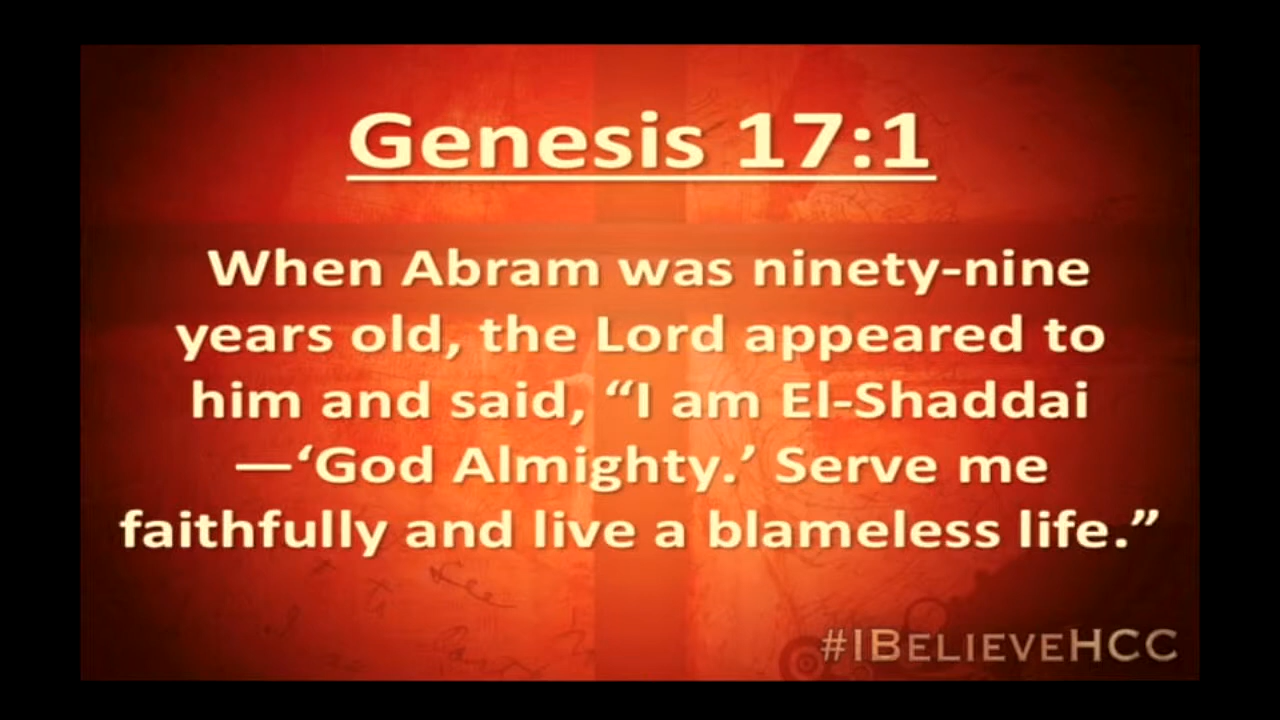 Genesis 17:1
When Abram was ninety-nine
years old, the Lord appeared to
him and said, “I am El-Shaddai
—‘God Almighty.’ Serve me
faithfully and live a blameless life.”
#IBELIEVEHCC